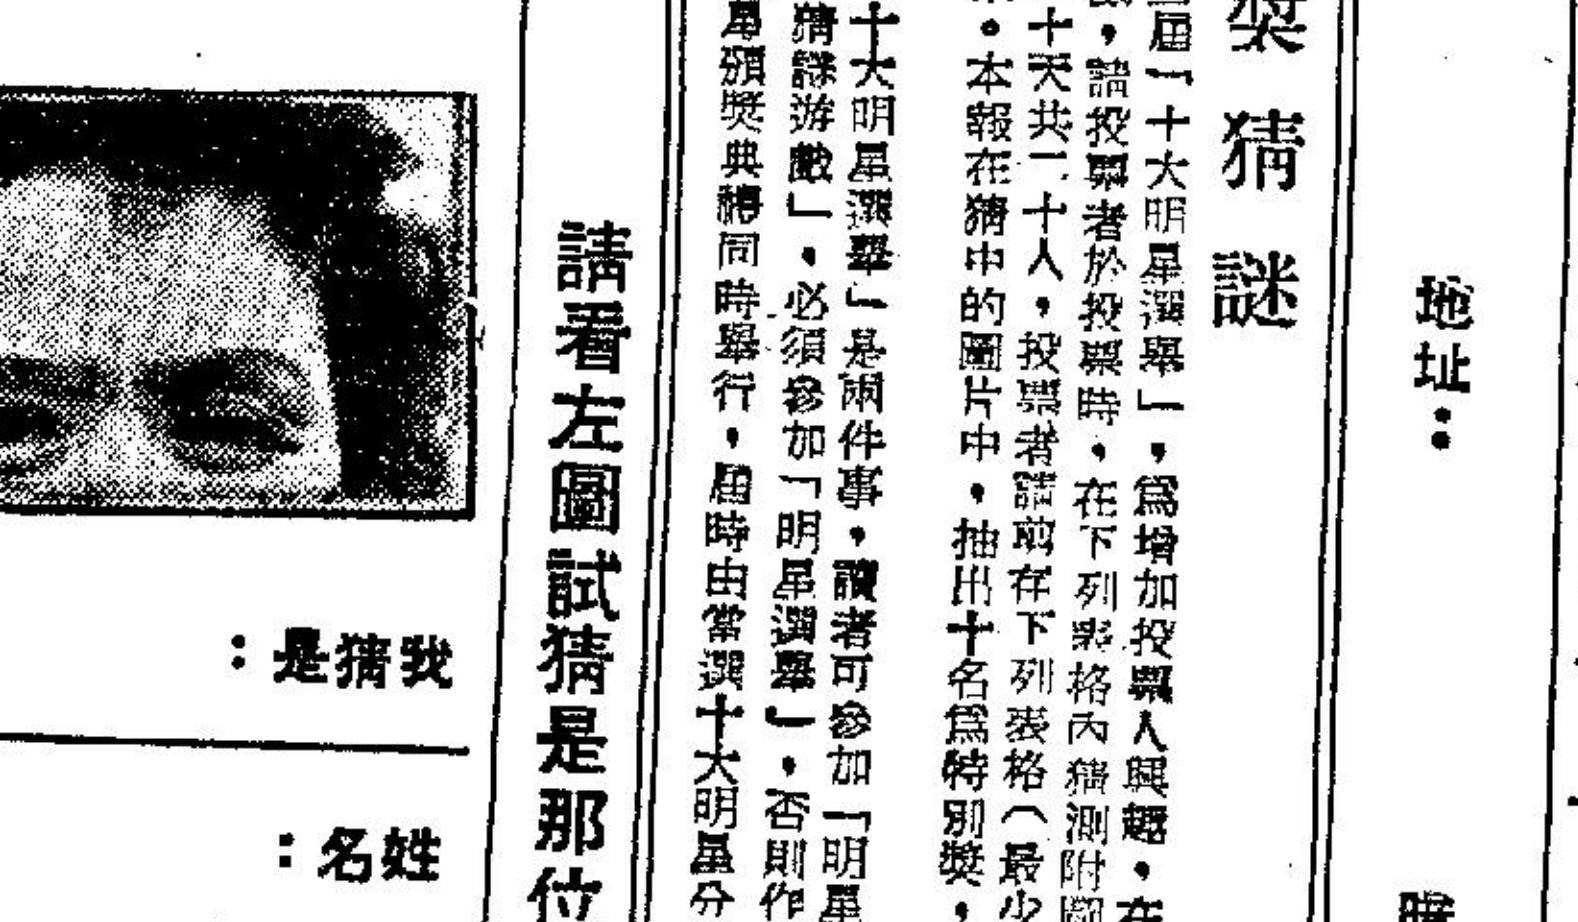 地址：
獎猜謎
屆「十大明星選舉」，爲增加投票人興趣，在
，請投票者於投票時，在下列表格內猜測附圖
十天共二十人，投票者請剪存下列表格（最少
。本報在猜中的圖片中，抽出十名爲特別獎，
十大明星選舉」是兩件事，讀者可參加「明星
猜謎游戲」，必須參加「明星選舉」，否則作
星頒獎典禮同時舉行，屆時由當選十大明星分
請看左圖試猜是那位
我猜是：
姓名：